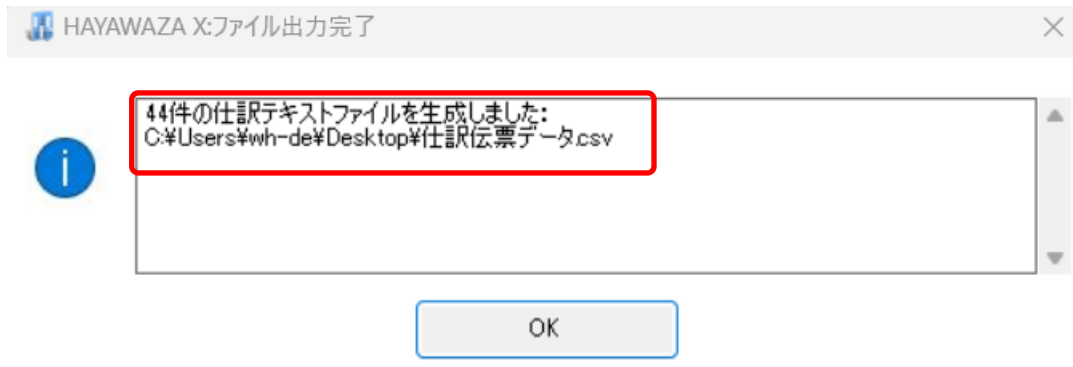 HAYAWAZA X:ファイル出力完了
44件の仕訳テキストファイルを生成しました:
C:¥Users¥wh-de¥Desktop¥仕訳伝票データ.csv
OK